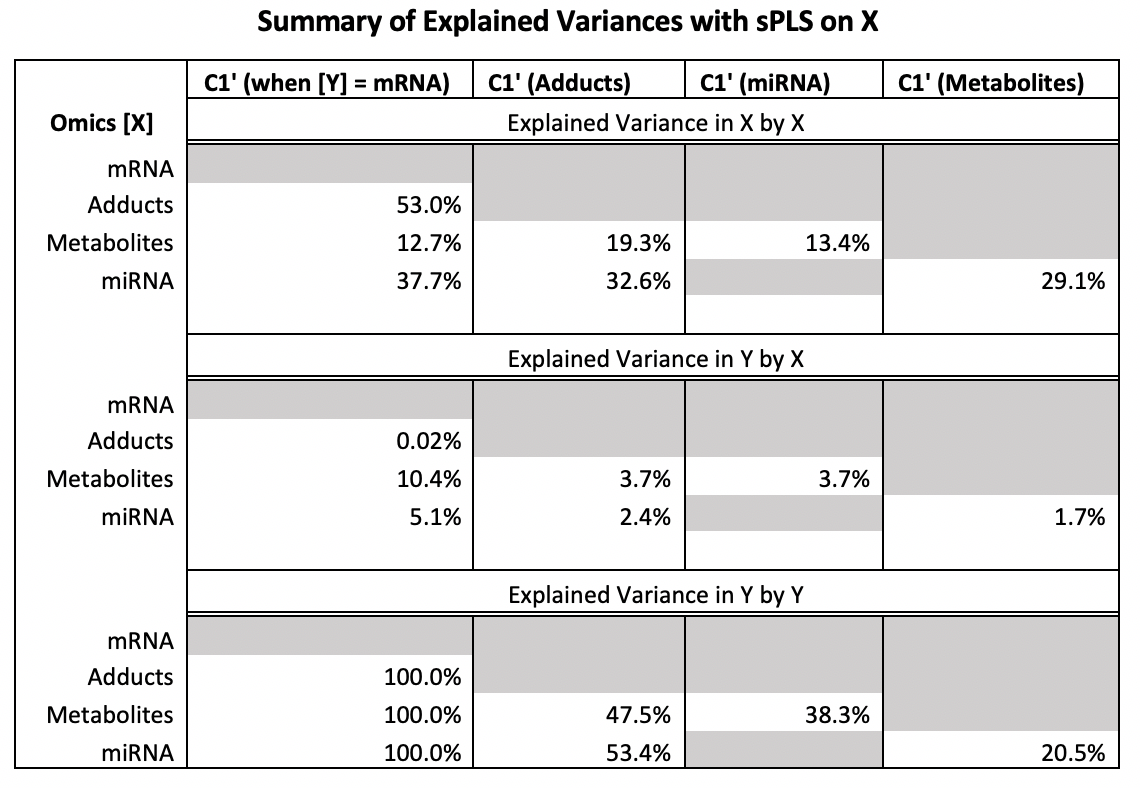 Summary of Explained Variances with sPLS on X
C1' (when [Y] = mRNA) C1' (Adducts) C1' (miRNA) C1' (Metabolites)
Omics [X] Explained Variance in X by X
mRNA
Adducts 53.0%
Metabolites 12.7% 19.3% 13.4%
miRNA 37.7% 32.6% 29.1%
Explained Variance in Y by X
mRNA
Adducts 0.02%
Metabolites 10.4% 3.7% 3.7%
miRNA 5.1% 2.4% 1.7%
Explained Variance in Y by Y
mRNA
Adducts 100.0%
Metabolites 100.0% 47.5% 38.3%
miRNA 100.0% 53.4% 20.5%